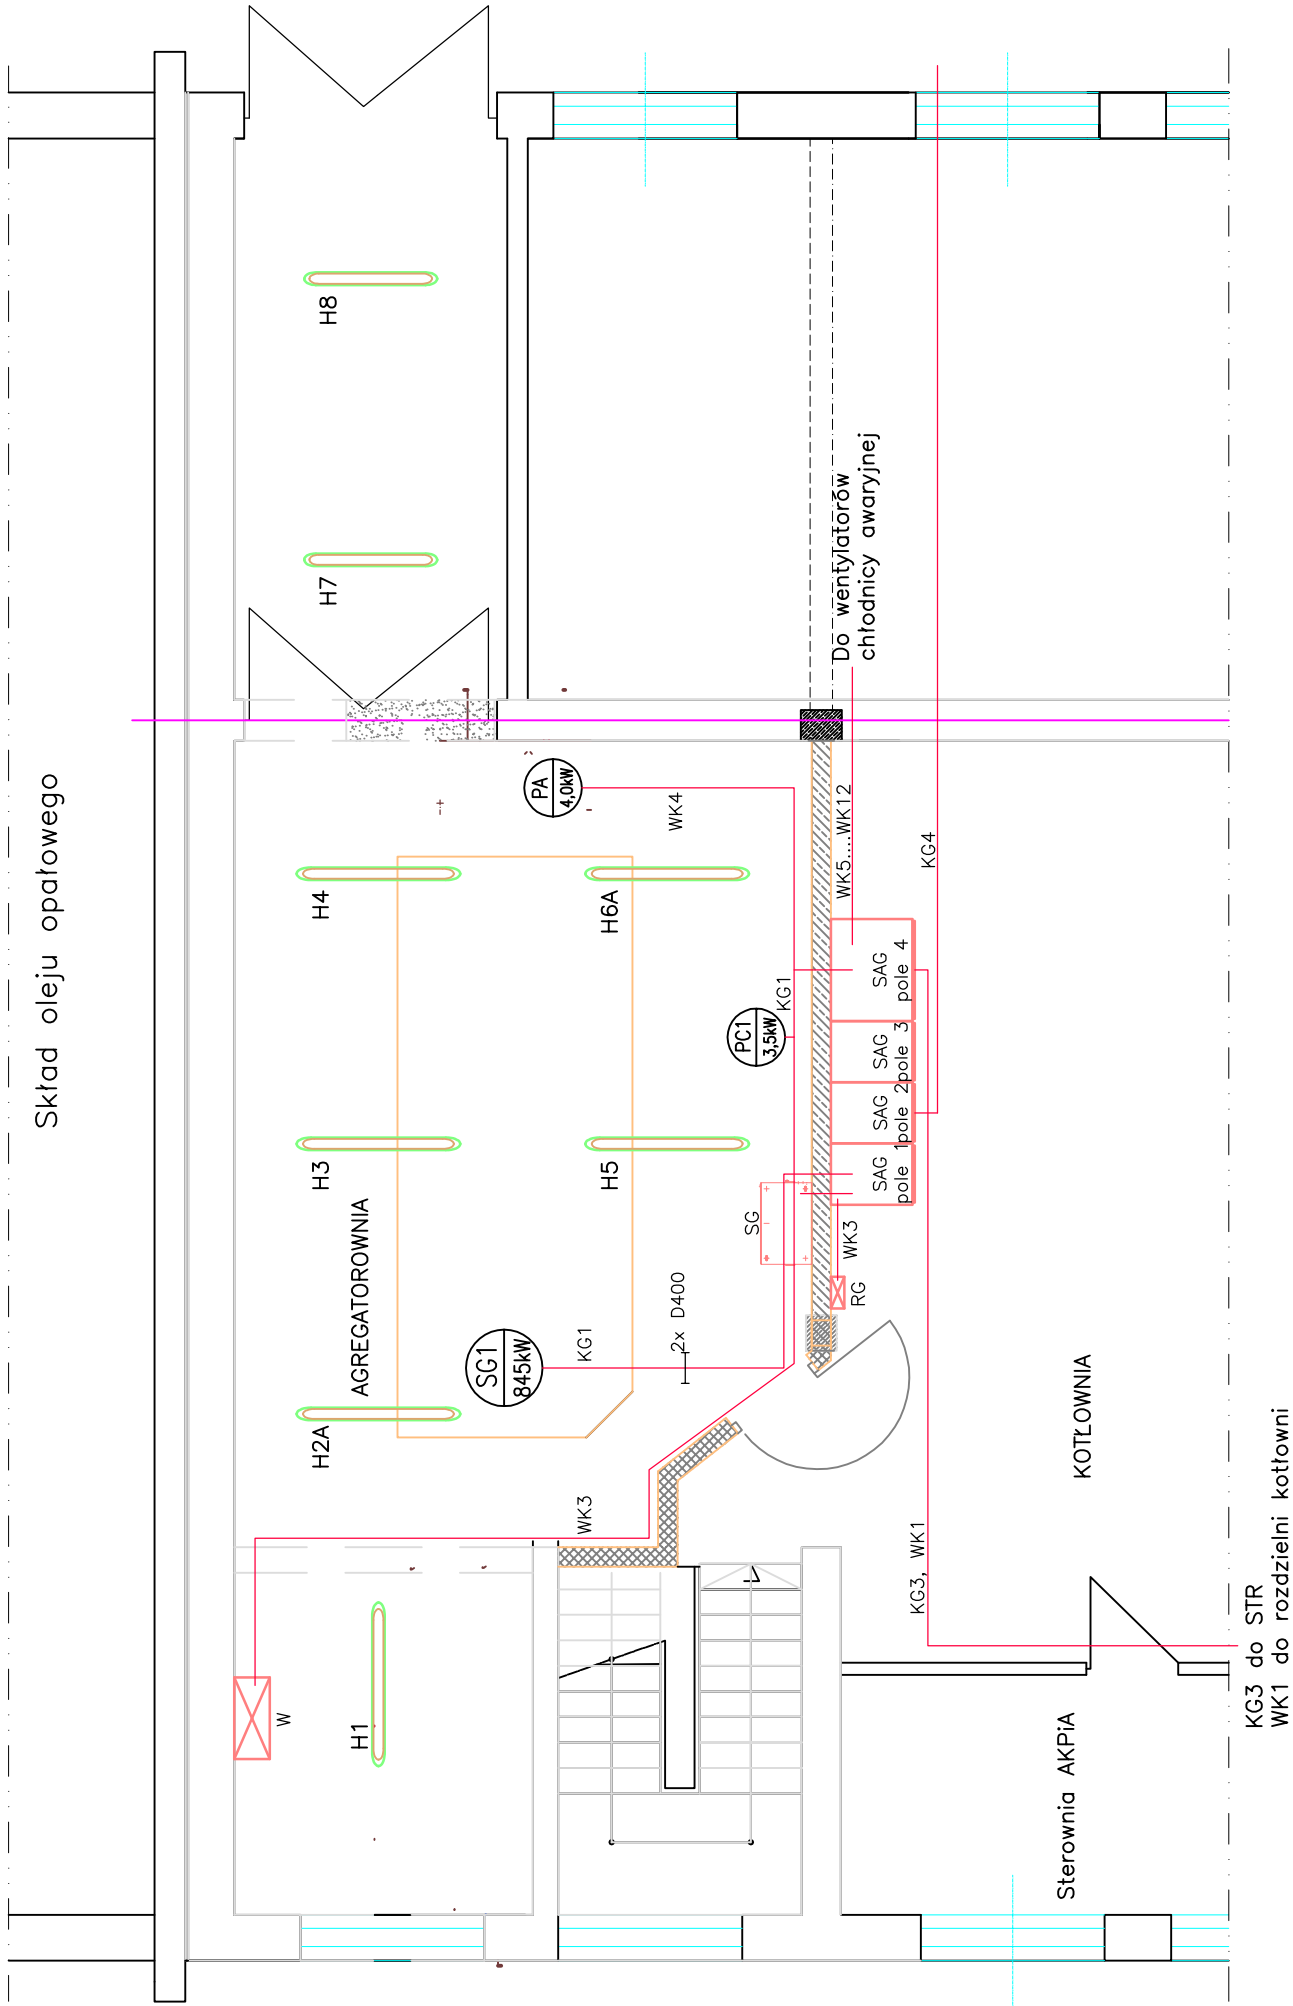 Skład oleju opałowego
H8
H7
Do wentylatorów
chłodnicy awaryjnej
PA
4,0kW
WK4
WK5....WK12
KG4
H4
H6A
KG1
PC1
3,5kW
SAG
pole 4
SAG
pole 3
SAG
pole 2
SAG
pole 1
H3
H5
AGREGATOROWNIA
SG
WK3
RG
SG1
845kW
KG1
2x D400
H2A
WK3
KOTŁOWNIA
KG3, WK1
W
H1
Sterownia AKPiA
KG3 do STR
WK1 do rozdzielni kotłowni